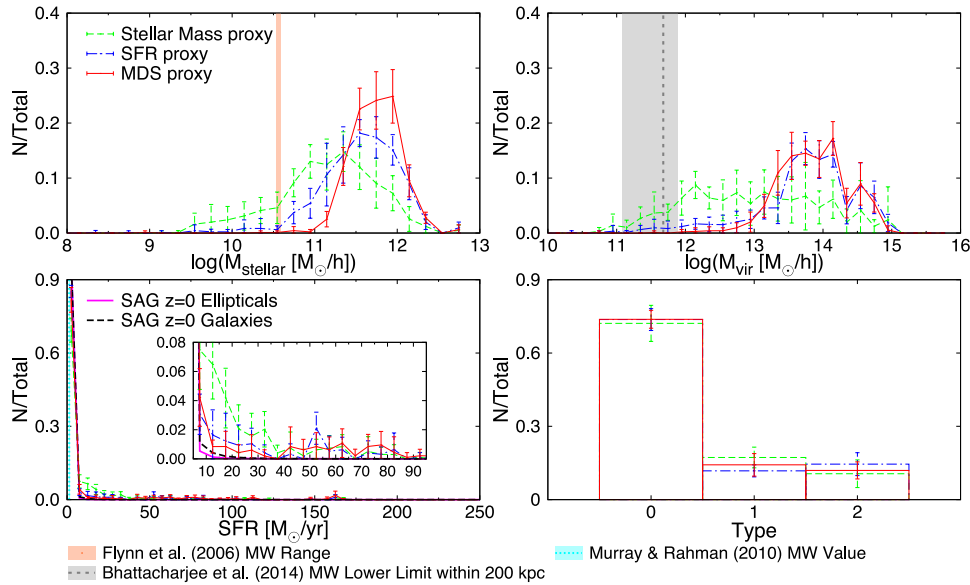 0.4
0.3
0.2
0.1
0.0
N/Total
Stellar Mass proxy
SFR proxy
MDS proxy
8 9 10 11 12 13
log(M_stellar [M_⊙/h])
0.4
0.3
0.2
0.1
0.0
N/Total
10 11 12 13 14 15 16
log(M_vir [M_⊙/h])
0.9
0.6
0.3
0
N/Total
SAG z=0 Ellipticals
SAG z=0 Galaxies
0.08
0.06
0.04
0.02
0.00
10 20 30 40 50 60 70 80 90
0 50 100 150 200 250
SFR [M_⊙/yr]
0.9
0.6
0.3
0
N/Total
0 1 2
Type
Flynn et al. (2006) MW Range
Murray & Rahman (2010) MW Value
Bhattacharjee et al. (2014) MW Lower Limit within 200 kpc